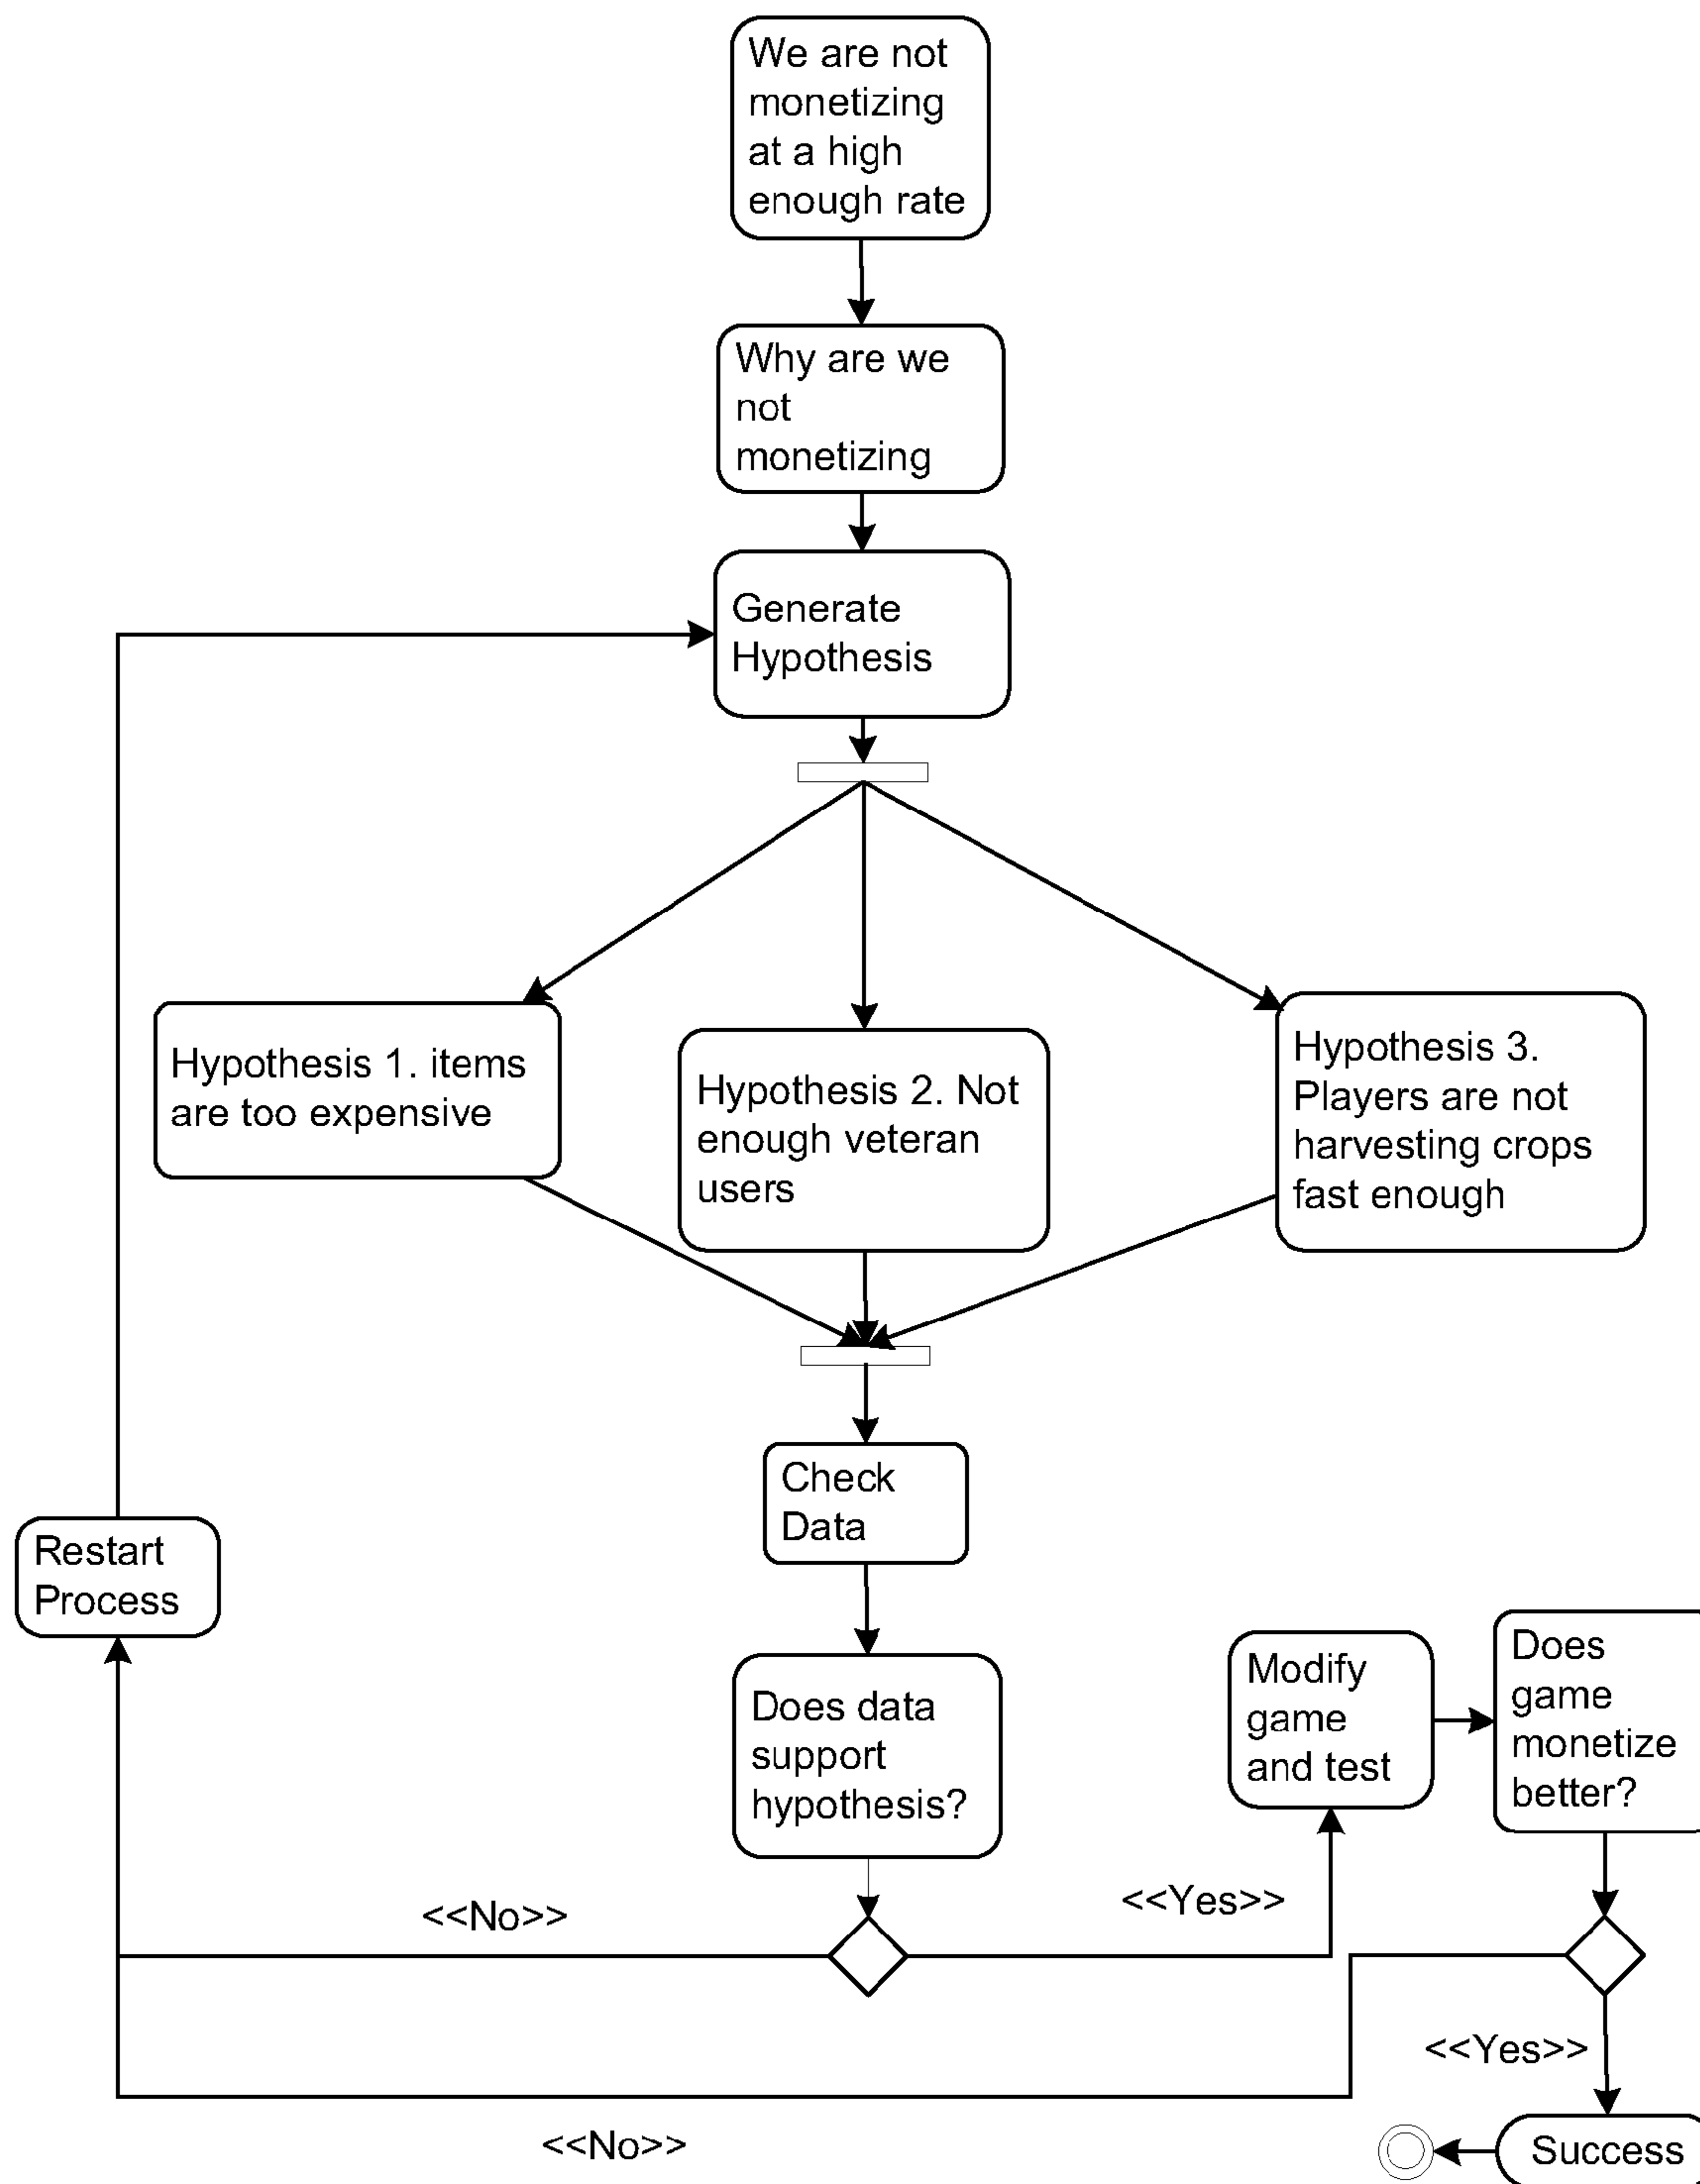 We are not
monetizing
at a high
enough rate
Why are we
not
monetizing
Generate
Hypothesis
Hypothesis 1. items
are too expensive
Hypothesis 2. Not
enough veteran
users
Hypothesis 3.
Players are not
harvesting crops
fast enough
Check
Data
Restart
Process
Does data
support
hypothesis?
Modify
game
and test
Does
game
monetize
better?
<<No>>
<<Yes>>
<<Yes>>
<<No>>
Success